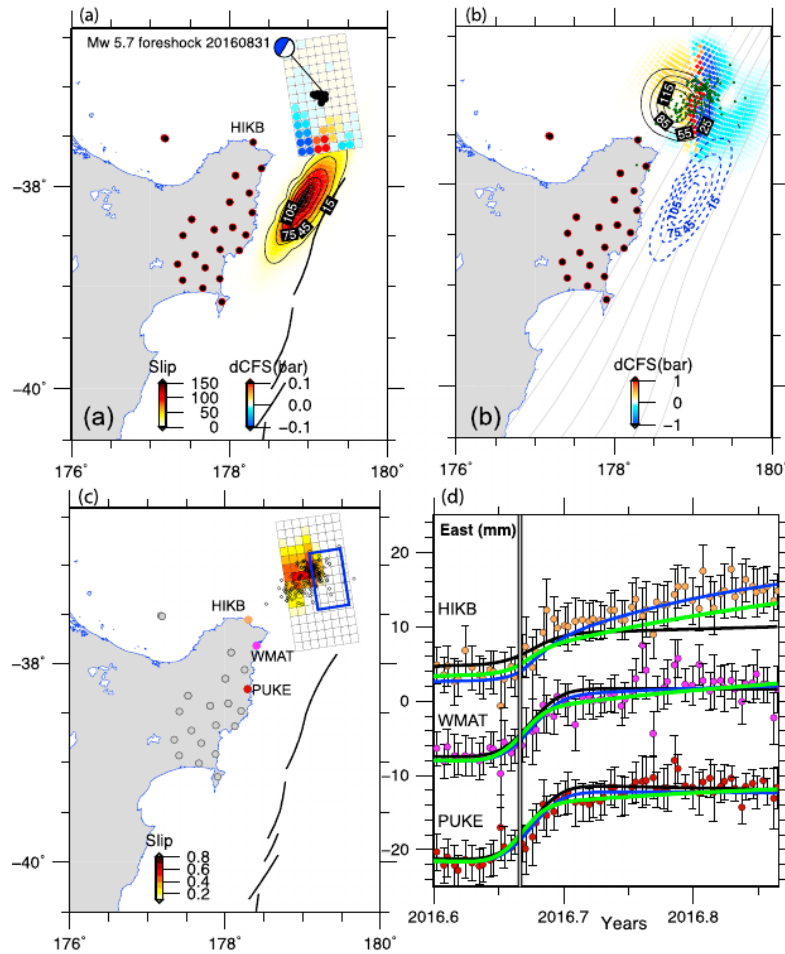 (a)
Mw 5.7 foreshock 20160831
HIKB
105
75
45
15
−38°
−40°
Slip
150
100
50
0
dCFS(bar)
0.1
0.0
−0.1
(a)
176°
178°
180°
(b)
115
85
55
25
105
75
45
15
−38°
−40°
dCFS(bar)
1
0
−1
(b)
176°
178°
180°
(c)
HIKB
WMAT
PUKE
−38°
−40°
Slip
0.8
0.6
0.4
0.2
176°
178°
180°
(d)
East (mm)
HIKB
WMAT
PUKE
20
10
0
−10
−20
2016.6
2016.7
2016.8
Years